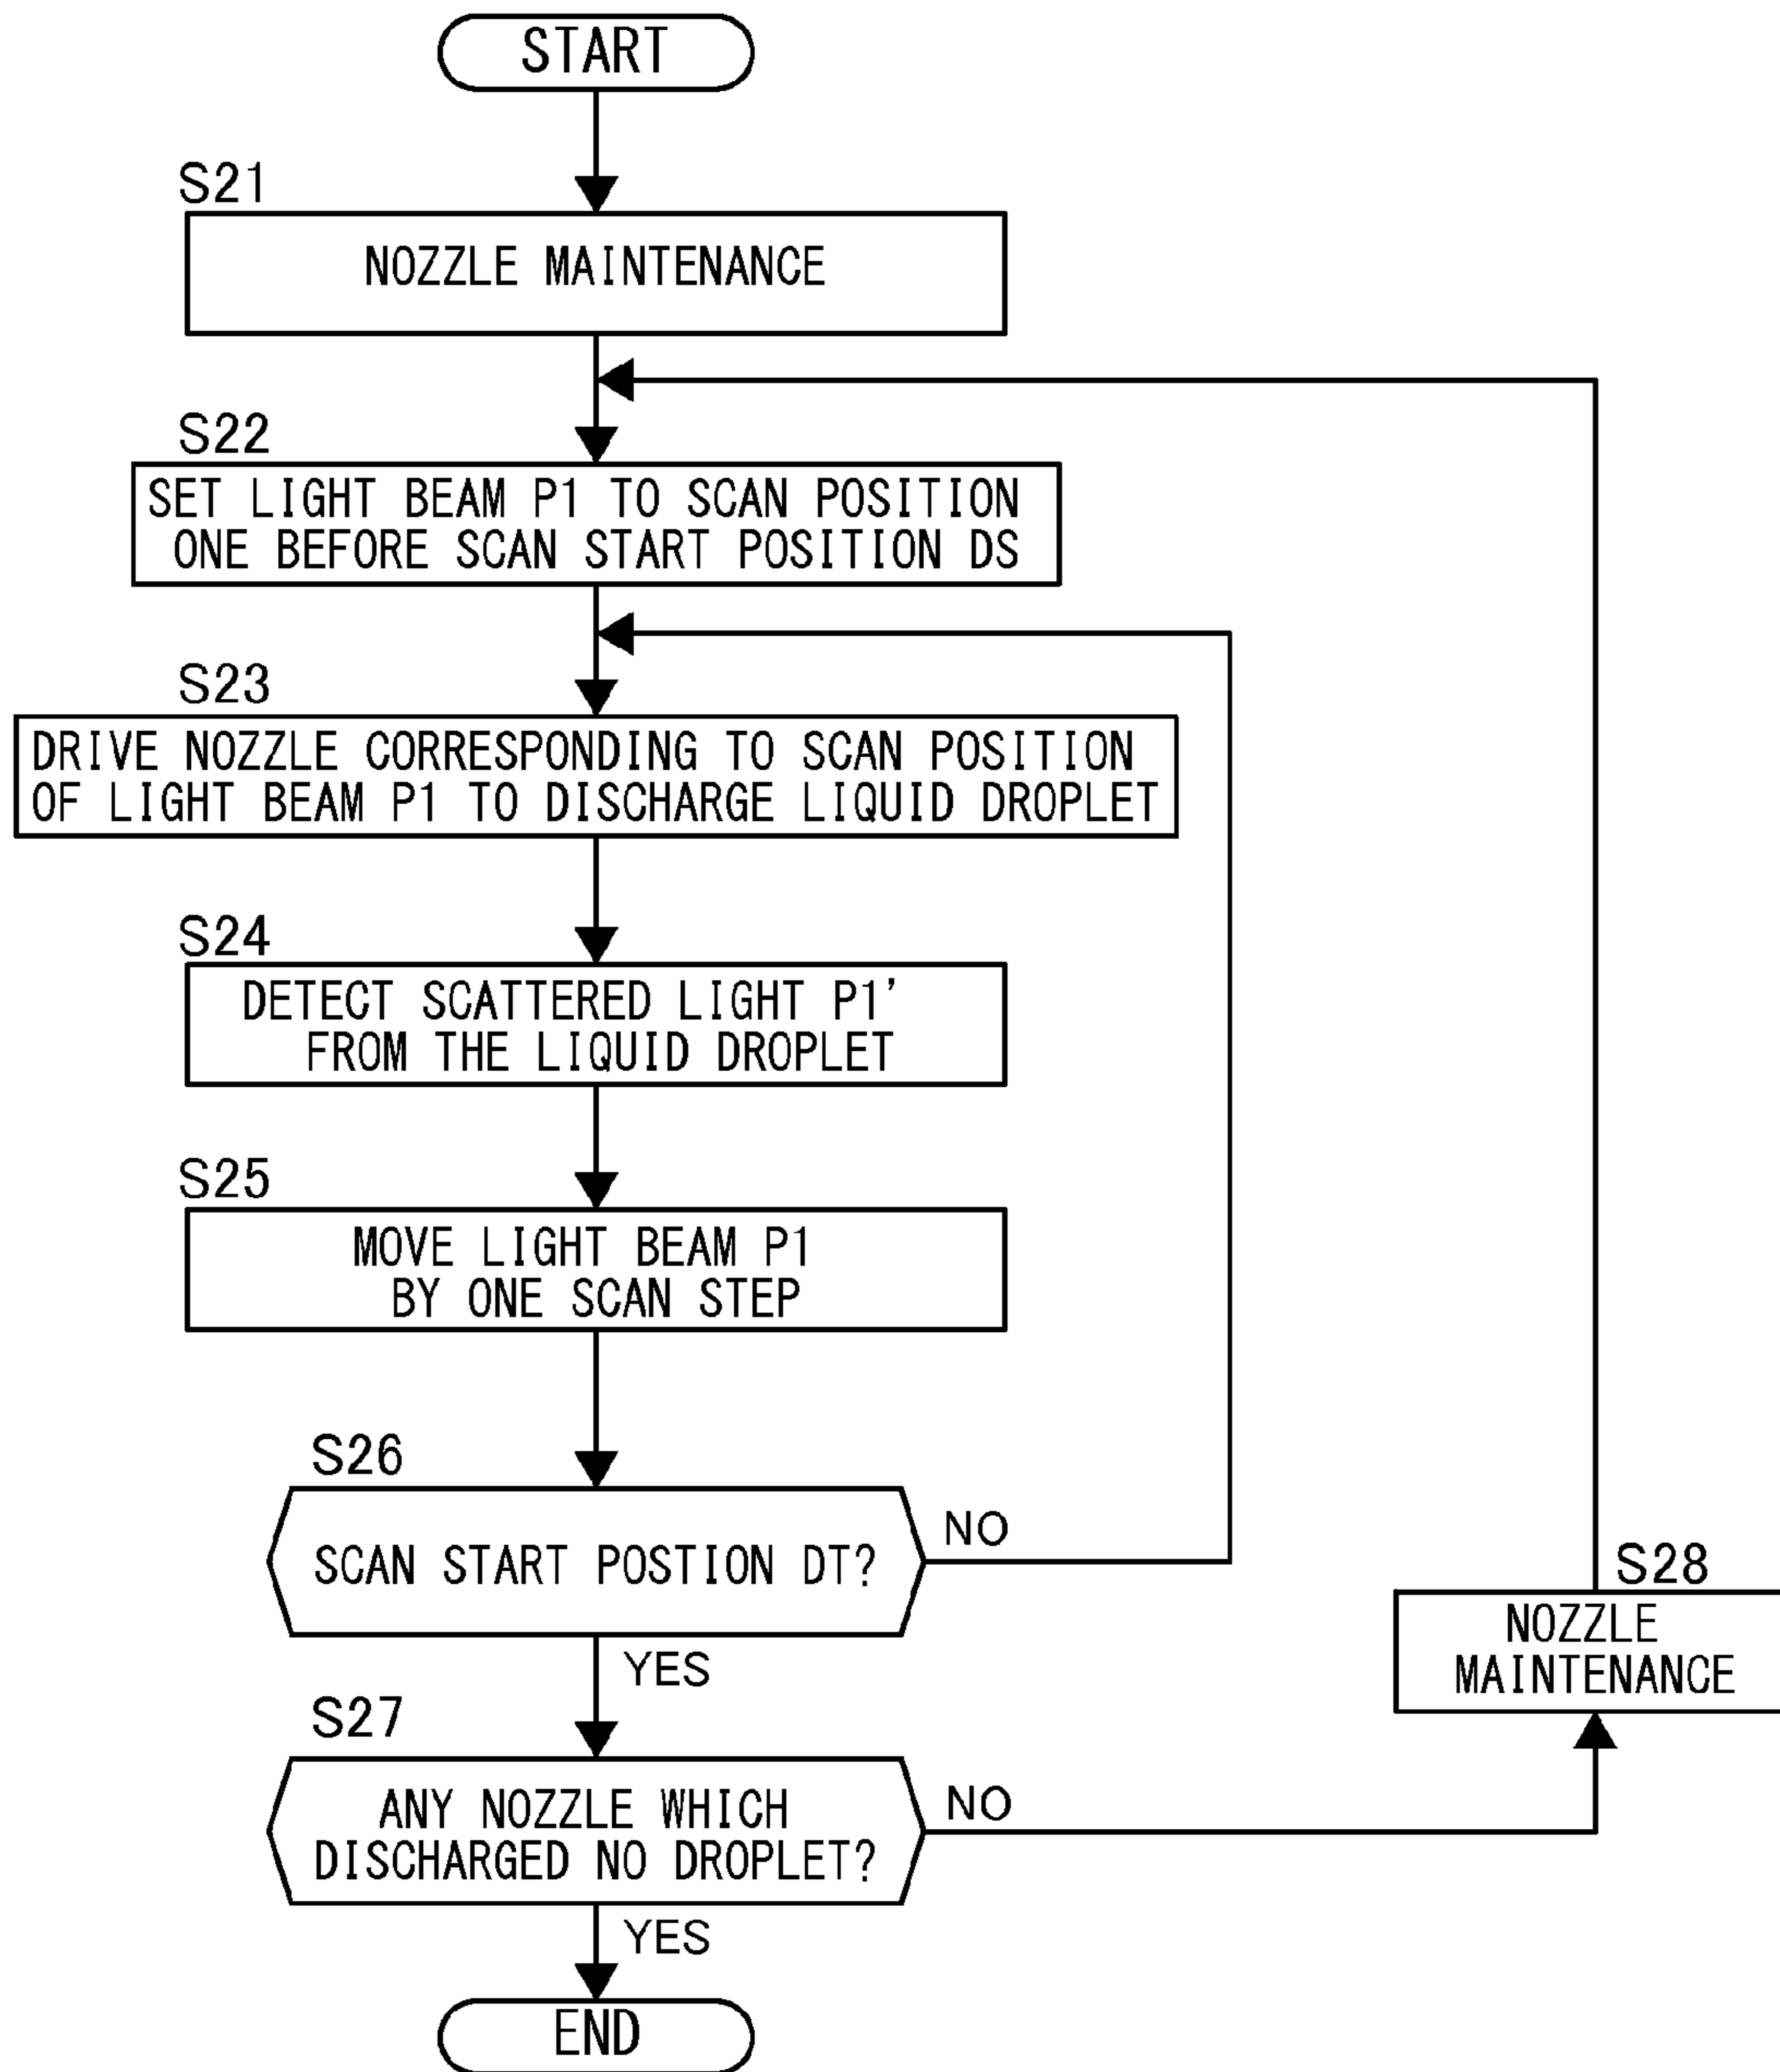 START
S21
NOZZLE MAINTENANCE
S22
SET LIGHT BEAM P1 TO SCAN POSITION
ONE BEFORE SCAN START POSITION DS
S23
DRIVE NOZZLE CORRESPONDING TO SCAN POSITION
OF LIGHT BEAM P1 TO DISCHARGE LIQUID DROPLET
S24
DETECT SCATTERED LIGHT P1'
FROM THE LIQUID DROPLET
S25
MOVE LIGHT BEAM P1
BY ONE SCAN STEP
S26
SCAN START POSTION DT?
NO
YES
S28
NOZZLE
MAINTENANCE
S27
ANY NOZZLE WHICH
DISCHARGED NO DROPLET?
NO
YES
END